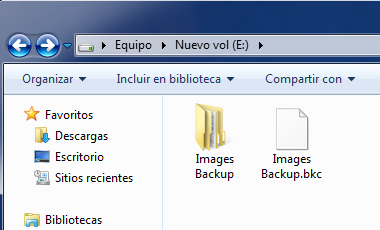 Equipo Nuevo vol (E:)
Organizar Incluir en biblioteca Compartir con
Favoritos
Descargas
Escritorio
Sitios recientes
Bibliotecas
Images
Backup
Images
Backup.bkc